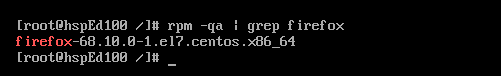 [root@hspEd100 /]# rpm -qa | grep firefox
firefox-68.10.0-1.el7.centos.x86_64
[root@hspEd100 /]# _